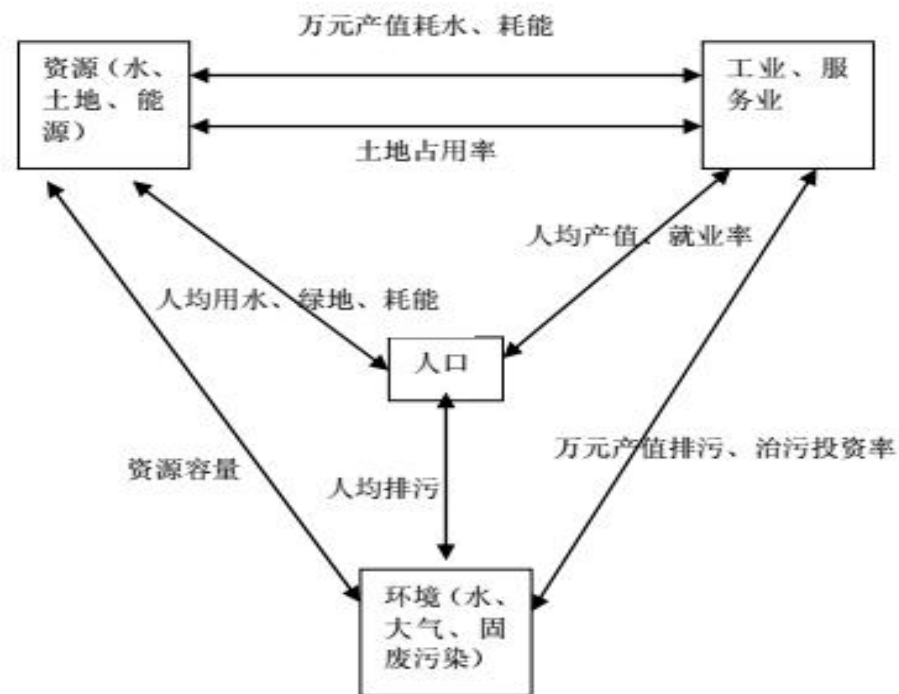 万元产值耗水、耗能
资源（水、
土地、能
源）
工业、服
务业
土地占用率
人均产值、就业率
人均用水、绿地、耗能
人口
万元产值排污、治污投资率
资源容量
人均排污
环境（水、
大气、固
废污染）